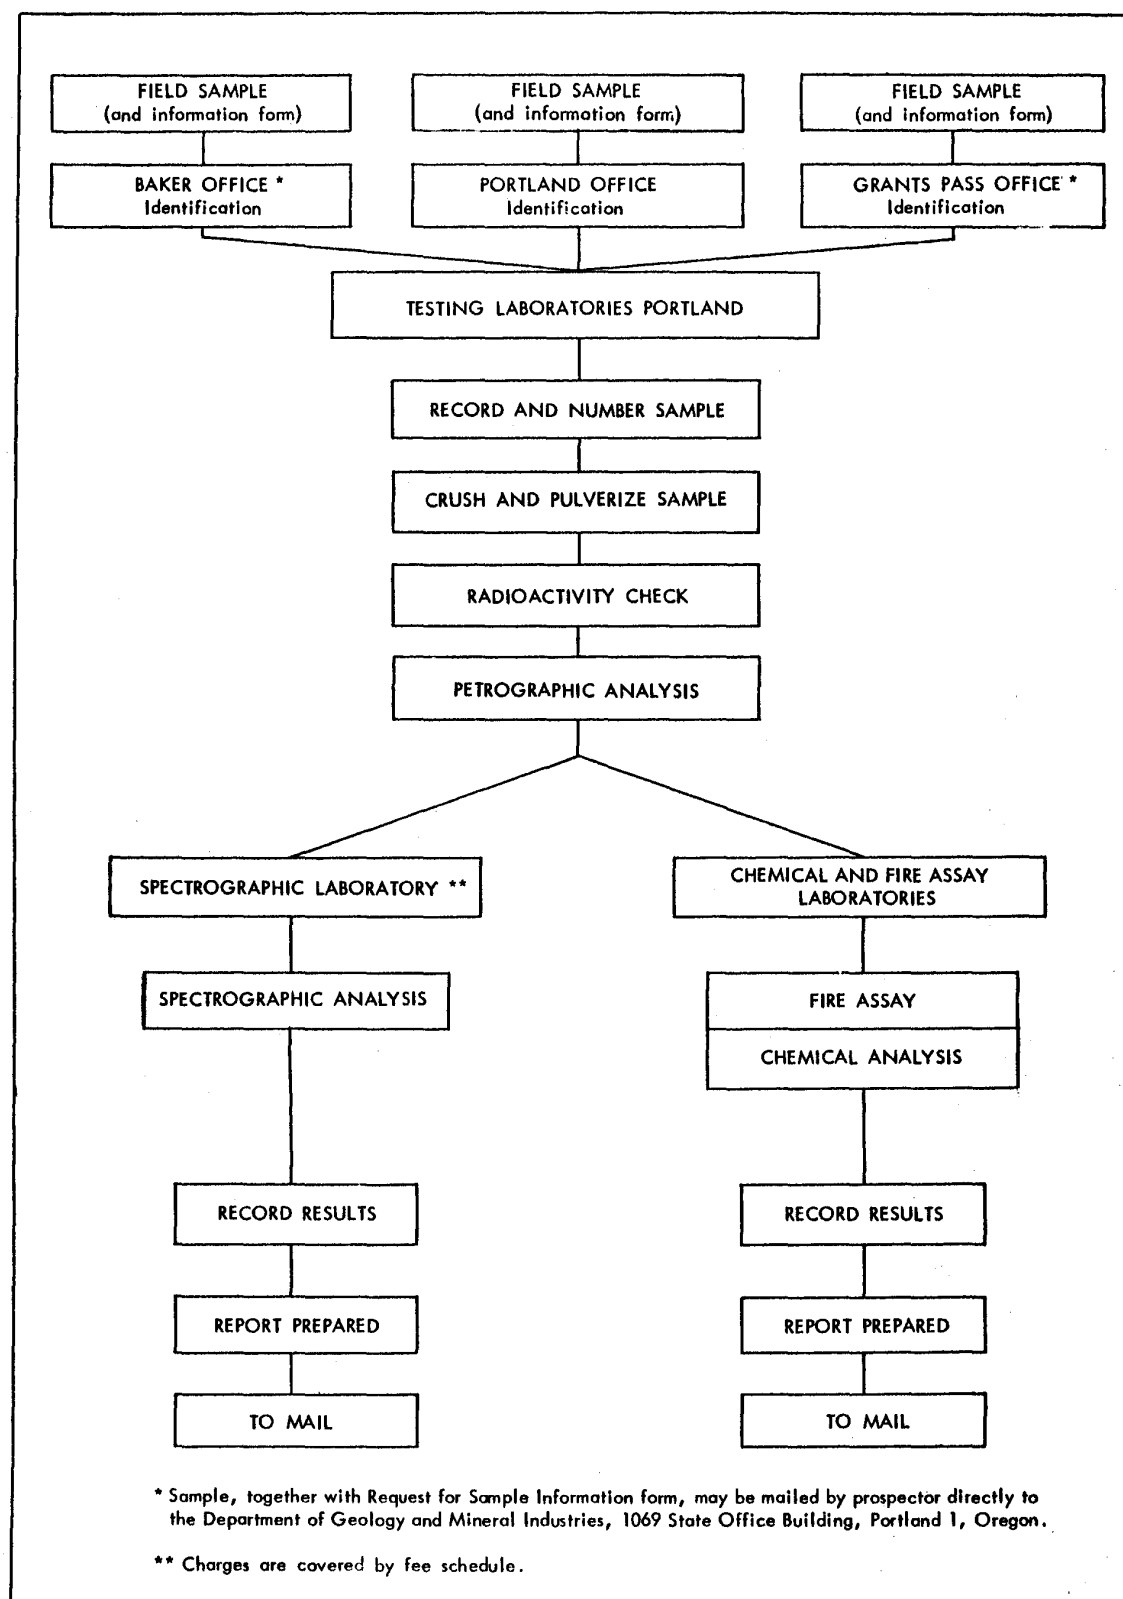 FIELD SAMPLE
(and information form)
FIELD SAMPLE
(and information form)
FIELD SAMPLE
(and information form)
BAKER OFFICE *
Identification
PORTLAND OFFICE
Identification
GRANTS PASS OFFICE *
Identification
TESTING LABORATORIES PORTLAND
RECORD AND NUMBER SAMPLE
CRUSH AND PULVERIZE SAMPLE
RADIOACTIVITY CHECK
PETROGRAPHIC ANALYSIS
SPECTROGRAPHIC LABORATORY **
CHEMICAL AND FIRE ASSAY
LABORATORIES
SPECTROGRAPHIC ANALYSIS
FIRE ASSAY
CHEMICAL ANALYSIS
RECORD RESULTS
RECORD RESULTS
REPORT PREPARED
REPORT PREPARED
TO MAIL
TO MAIL
* Sample, together with Request for Sample Information form, may be mailed by prospector directly to
the Department of Geology and Mineral Industries, 1069 State Office Building, Portland 1, Oregon.
** Charges are covered by fee schedule.